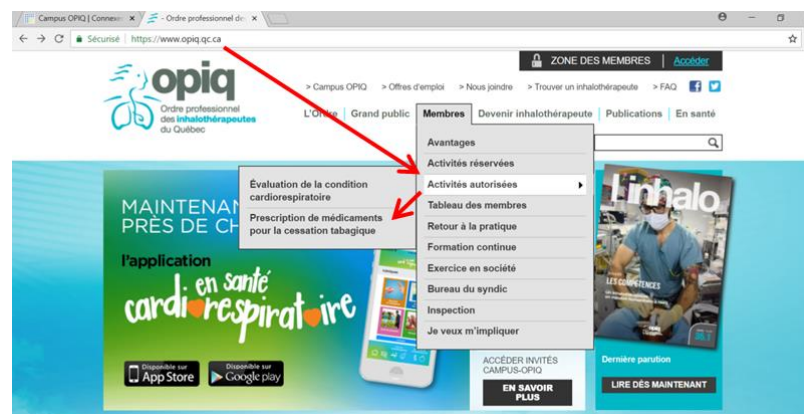 Campus OPIQ | Connexe
- Ordre professionnel de
Sécurisé
https://www.opiq.qc.ca
ZONE DES MEMBRES | Accéder
opiq
Ordre professionnel
des inhalothérapeutes
du Québec
> Campus OPIQ > Offres d'emploi > Nous joindre > Trouver un inhalothérapeute > FAQ
L'Ordre Grand public Membres Devenir inhalothérapeute Publications En santé
Avantages
Activités réservées
Activités autorisées
Évaluation de la condition
cardiorespiratoire
Prescription de médicaments
pour la cessation tabagique
Tableau des membres
Retour à la pratique
Formation continue
Exercice en société
Bureau du syndic
Inspection
Je veux m'impliquer
MAINTENAN
PRÈS DE CH
l'application
en santé
cardiorespiratoire
Disponible sur
App Store
Disponible sur
Google play
ACCÉDER INVITÉS
CAMPUS-OPIQ
EN SAVOIR
PLUS
l'inhalo
LES COMPÉTENCES
Dernière parution
LIRE DÈS MAINTENANT